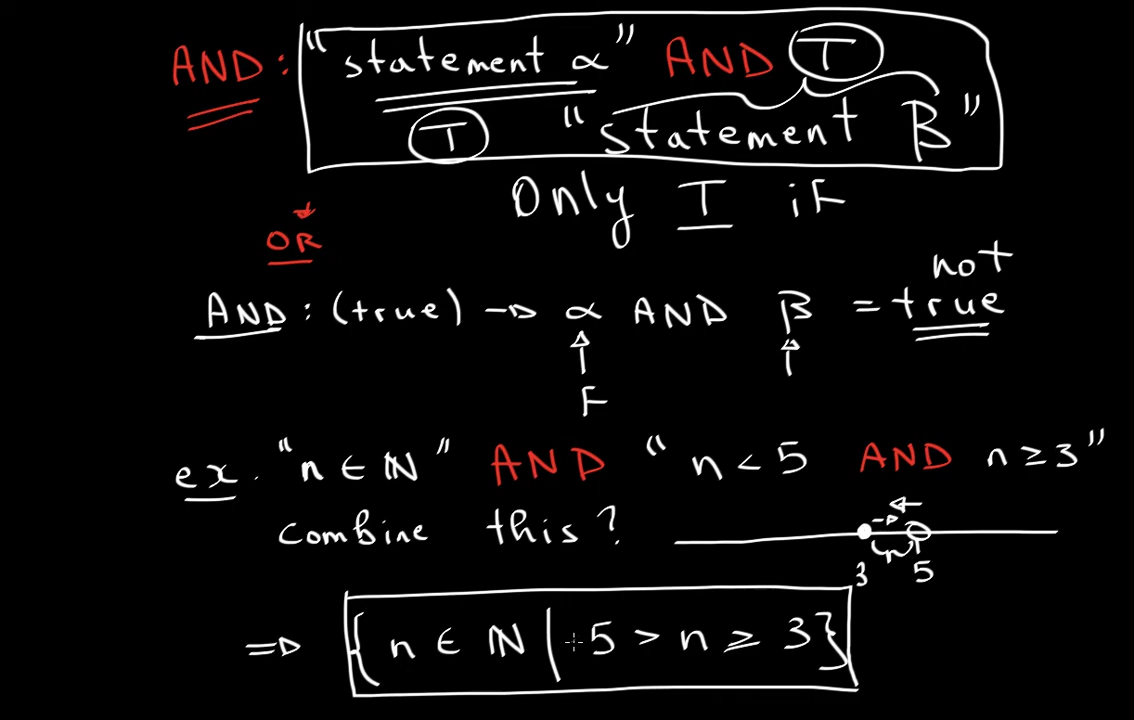 AND: "statement α" AND T
T "statement β"
Only T if
OR
not
AND: (true) → α AND β = true
F
ex. "n ∈ ℕ" AND "n < 5 AND n ≥ 3"
combine this?
3 5
⇒ {n ∈ ℕ | 5 > n ≥ 3}